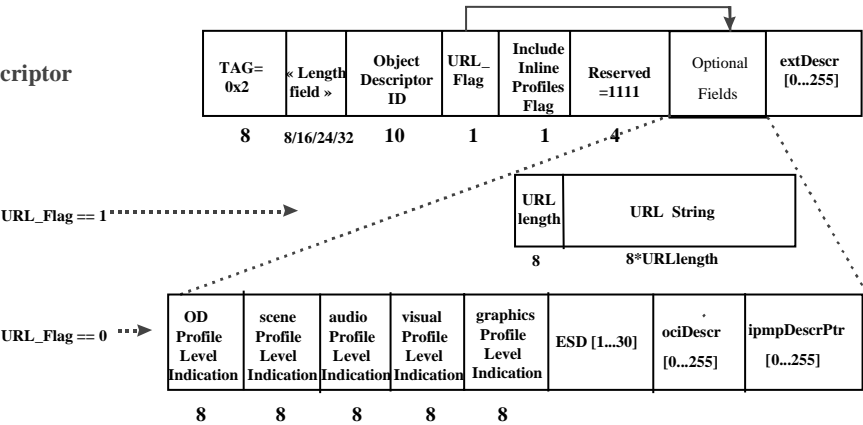 criptor
TAG= 0x2
« Length field »
Object Descriptor ID
URL_ Flag
Include Inline Profiles Flag
Reserved =1111
Optional Fields
extDescr [0...255]
8 8/16/24/32 10 1 1 4
URL_Flag == 1
URL length
URL String
8 8*URLlength
URL_Flag == 0
OD Profile Level Indication
scene Profile Level Indication
audio Profile Level Indication
visual Profile Level Indication
graphics Profile Level Indication
ESD [1...30]
ociDescr [0...255]
ipmpDescrPtr [0...255]
8 8 8 8 8